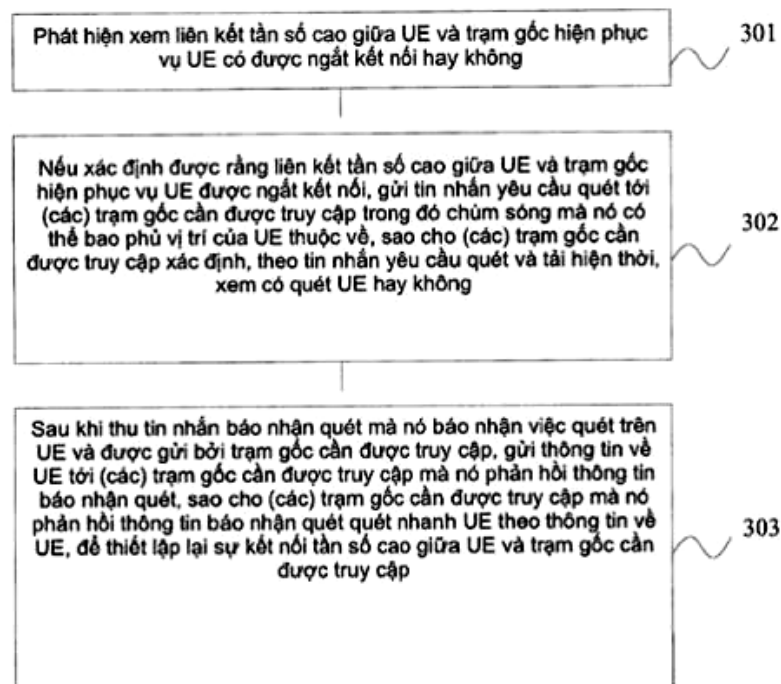 Phát hiện xem liên kết tần số cao giữa UE và trạm gốc hiện phục
vụ UE có được ngắt kết nối hay không
301
Nếu xác định được rằng liên kết tần số cao giữa UE và trạm gốc
hiện phục vụ UE được ngắt kết nối, gửi tin nhắn yêu cầu quét tới
(các) trạm gốc cần được truy cập trong đó chùm sóng mà nó có
thể bao phủ vị trí của UE thuộc về, sao cho (các) trạm gốc cần
được truy cập xác định, theo tin nhắn yêu cầu quét và tải hiện thời,
xem có quét UE hay không
302
Sau khi thu tin nhắn báo nhận quét mà nó báo nhận việc quét trên
UE và được gửi bởi trạm gốc cần được truy cập, gửi thông tin về
UE tới (các) trạm gốc cần được truy cập mà nó phản hồi thông tin
báo nhận quét, sao cho (các) trạm gốc cần được truy cập mà nó
phản hồi thông tin báo nhận quét quét nhanh UE theo thông tin về
UE, để thiết lập lại sự kết nối tần số cao giữa UE và trạm gốc cần
được truy cập
303